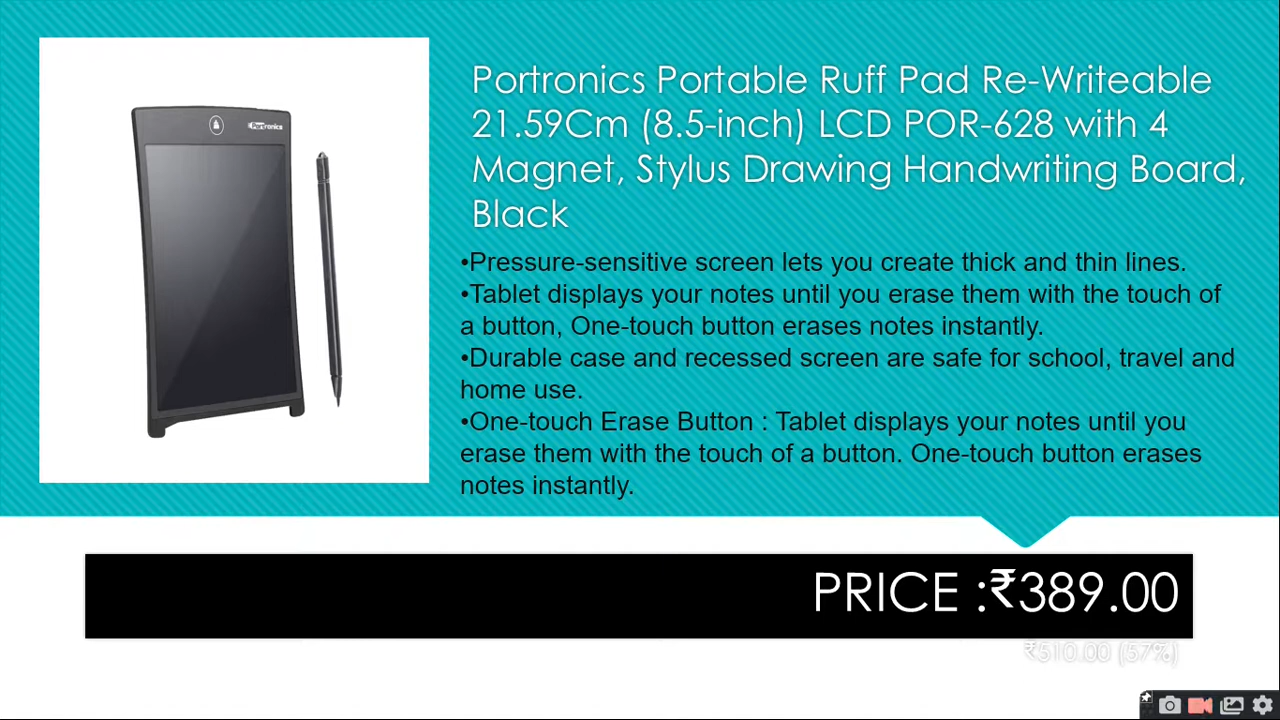 Portronics
Portronics Portable Ruff Pad Re-Writeable
21.59Cm (8.5-inch) LCD POR-628 with 4
Magnet, Stylus Drawing Handwriting Board,
Black
•Pressure-sensitive screen lets you create thick and thin lines.
•Tablet displays your notes until you erase them with the touch of
a button, One-touch button erases notes instantly.
•Durable case and recessed screen are safe for school, travel and
home use.
•One-touch Erase Button : Tablet displays your notes until you
erase them with the touch of a button. One-touch button erases
notes instantly.
PRICE :₹389.00
₹510.00 (57%)